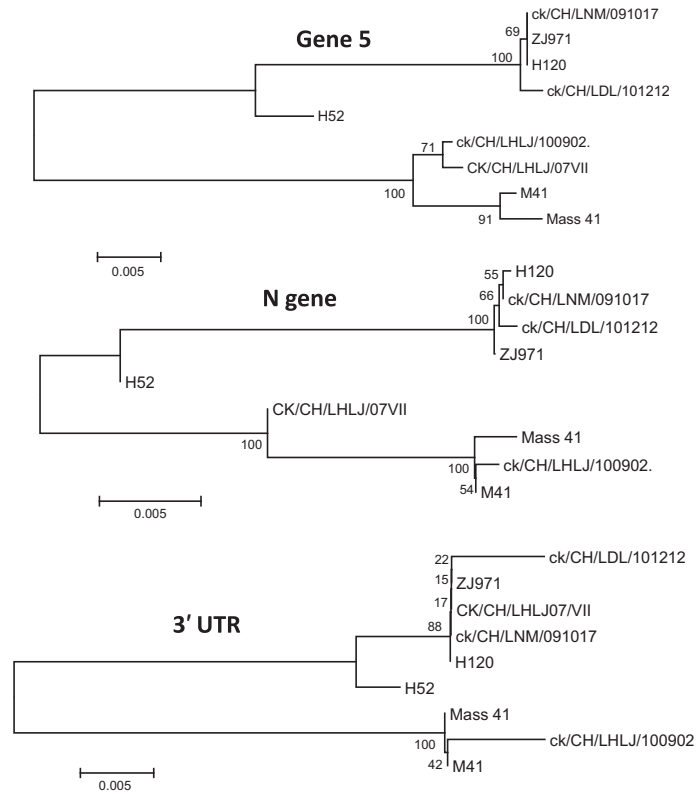 Gene 5
ck/CH/LNM/091017
69
ZJ971
100
H120
ck/CH/LDL/101212
H52
ck/CH/LHLJ/100902.
71
CK/CH/LHLJ/07VII
100
M41
91
Mass 41
0.005
N gene
55
H120
66
ck/CH/LNM/091017
100
ck/CH/LDL/101212
ZJ971
H52
CK/CH/LHLJ/07VII
100
Mass 41
100
ck/CH/LHLJ/100902.
54
M41
0.005
3′ UTR
22
ck/CH/LDL/101212
15
ZJ971
17
CK/CH/LHLJ07/VII
88
ck/CH/LNM/091017
H120
H52
Mass 41
100
ck/CH/LHLJ/100902
42
M41
0.005